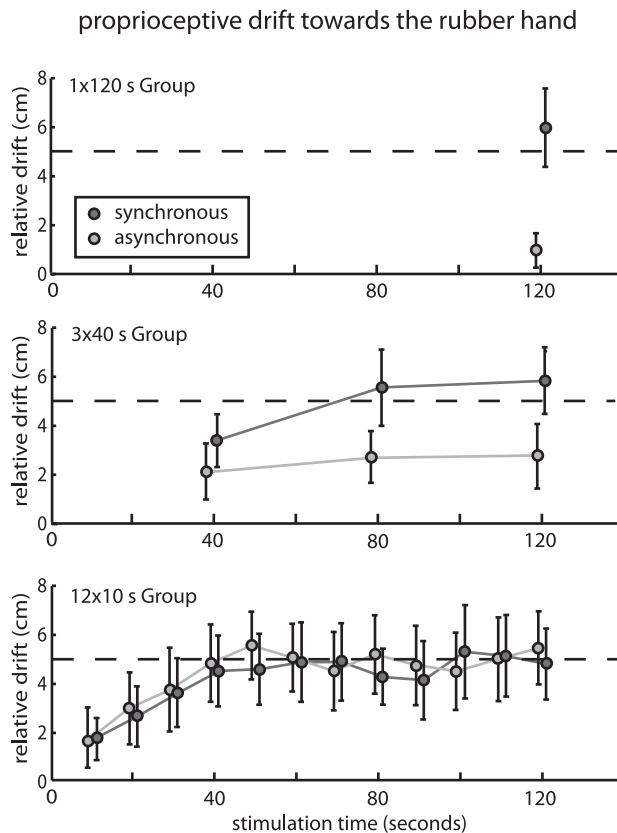 proprioceptive drift towards the rubber hand
1x120 s Group
relative drift (cm)
8
6
4
2
0
synchronous
asynchronous
0 40 80 120
3x40 s Group
relative drift (cm)
8
6
4
2
0
0 40 80 120
12x10 s Group
relative drift (cm)
8
6
4
2
0
0 40 80 120
stimulation time (seconds)